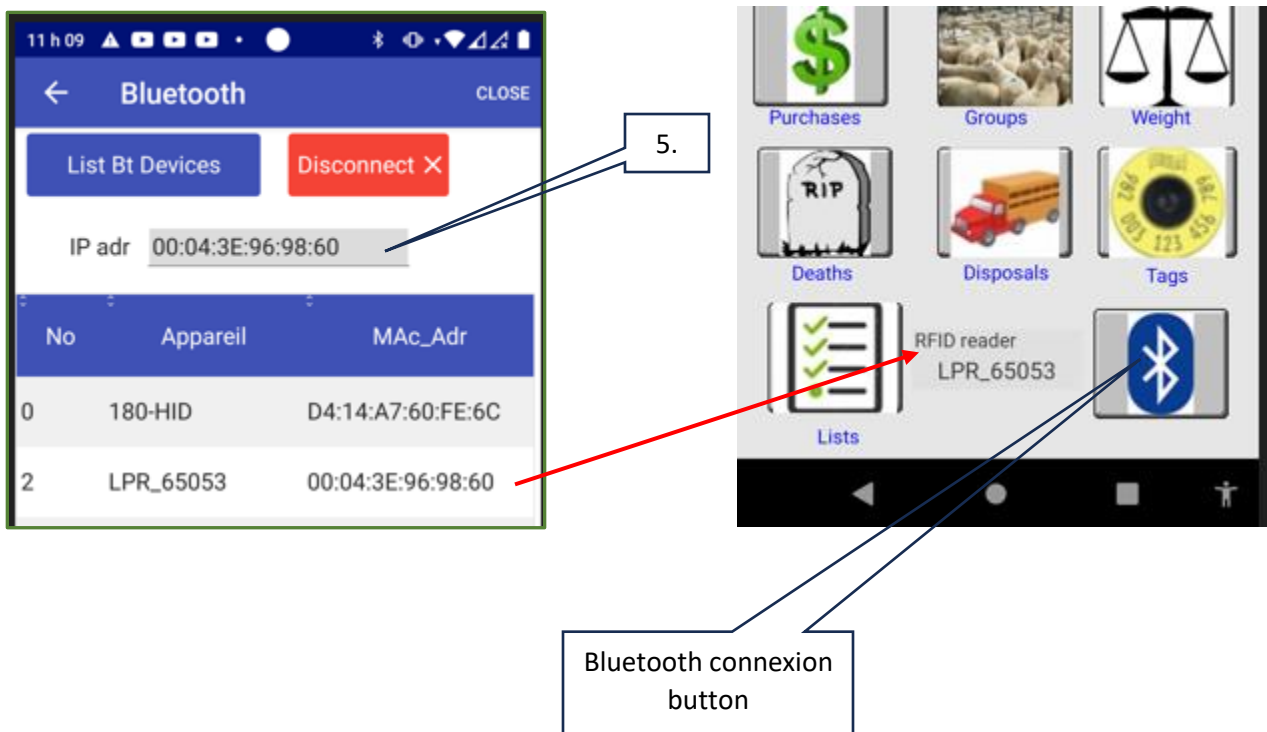 11 h 09
Bluetooth
CLOSE
List Bt Devices
Disconnect ✕
IP adr 00:04:3E:96:98:60
No Appareil MAc_Adr
0 180-HID D4:14:A7:60:FE:6C
2 LPR_65053 00:04:3E:96:98:60
5.
Purchases Groups Weight
RIP
982 003 123 456
Deaths Disposals Tags
RFID reader
LPR_65053
Lists
Bluetooth connexion
button